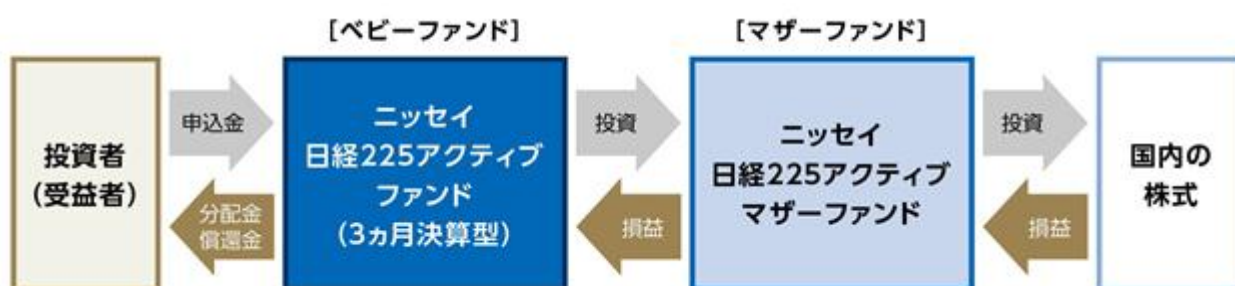 [ベビーファンド]
[マザーファンド]
投資者
(受益者)
申込金
分配金
償還金
ニッセイ
日経225アクティブ
ファンド
(3ヵ月決算型)
投資
損益
ニッセイ
日経225アクティブ
マザーファンド
投資
損益
国内の
株式